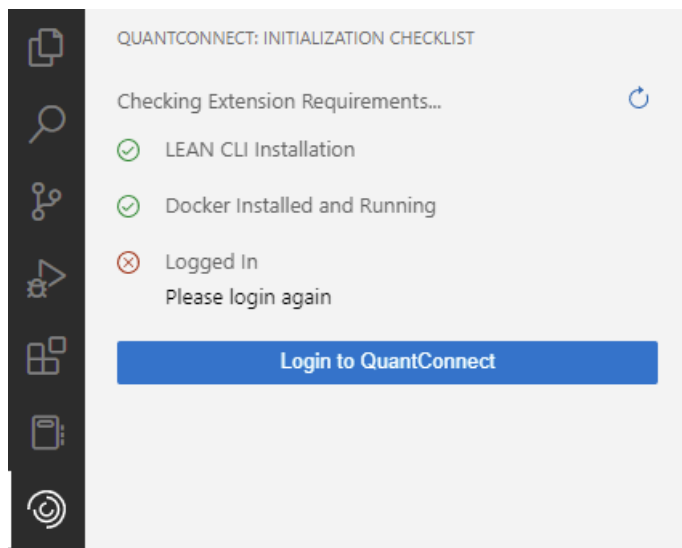 QUANTCONNECT: INITIALIZATION CHECKLIST
Checking Extension Requirements...
LEAN CLI Installation
Docker Installed and Running
Logged In
Please login again
Login to QuantConnect